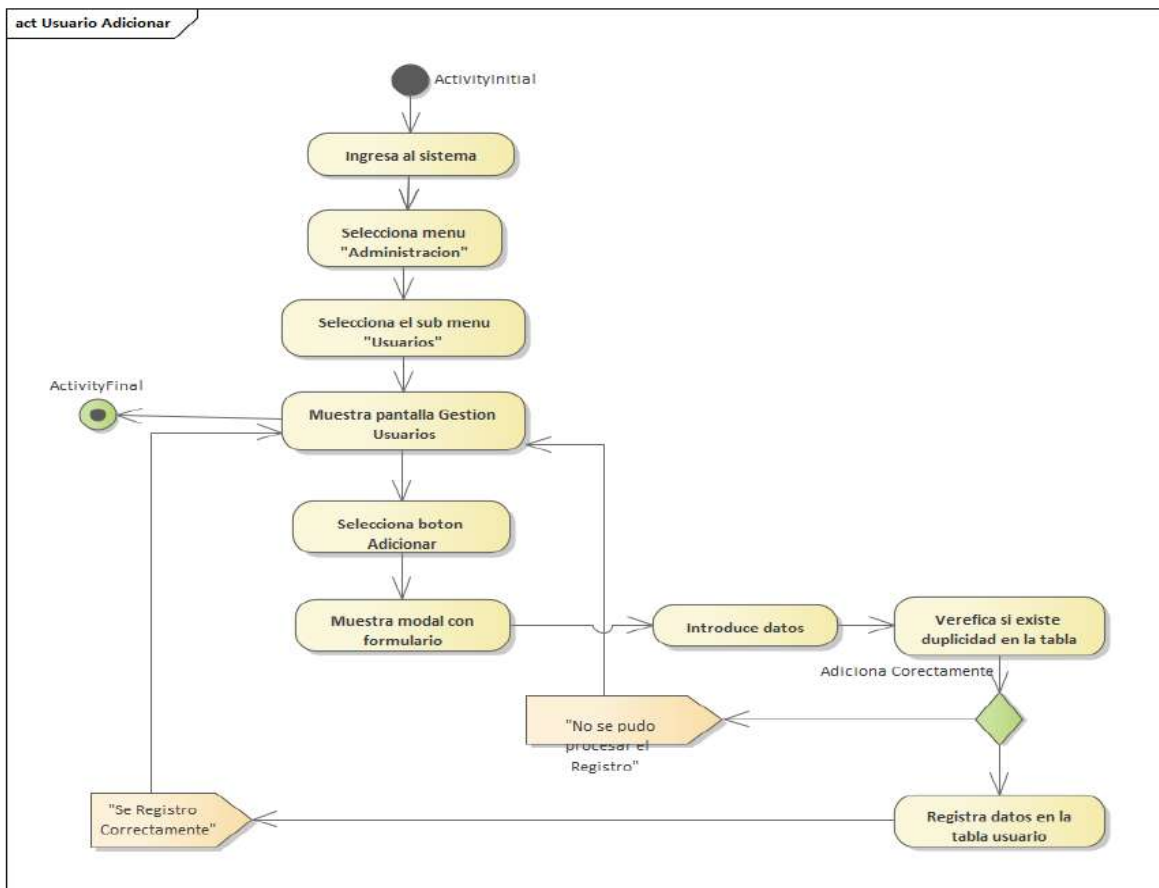 act Usuario Adicionar
ActivityInitial
Ingresa al sistema
Selecciona menu
"Administracion"
Selecciona el sub menu
"Usuarios"
ActivityFinal
Muestra pantalla Gestion
Usuarios
Selecciona boton
Adicionar
Muestra modal con
formulario
Introduce datos
Verefica si existe
duplicidad en la tabla
Adiciona Corectamente
"No se pudo
procesar el
Registro"
"Se Registro
Correctamente"
Registra datos en la
tabla usuario